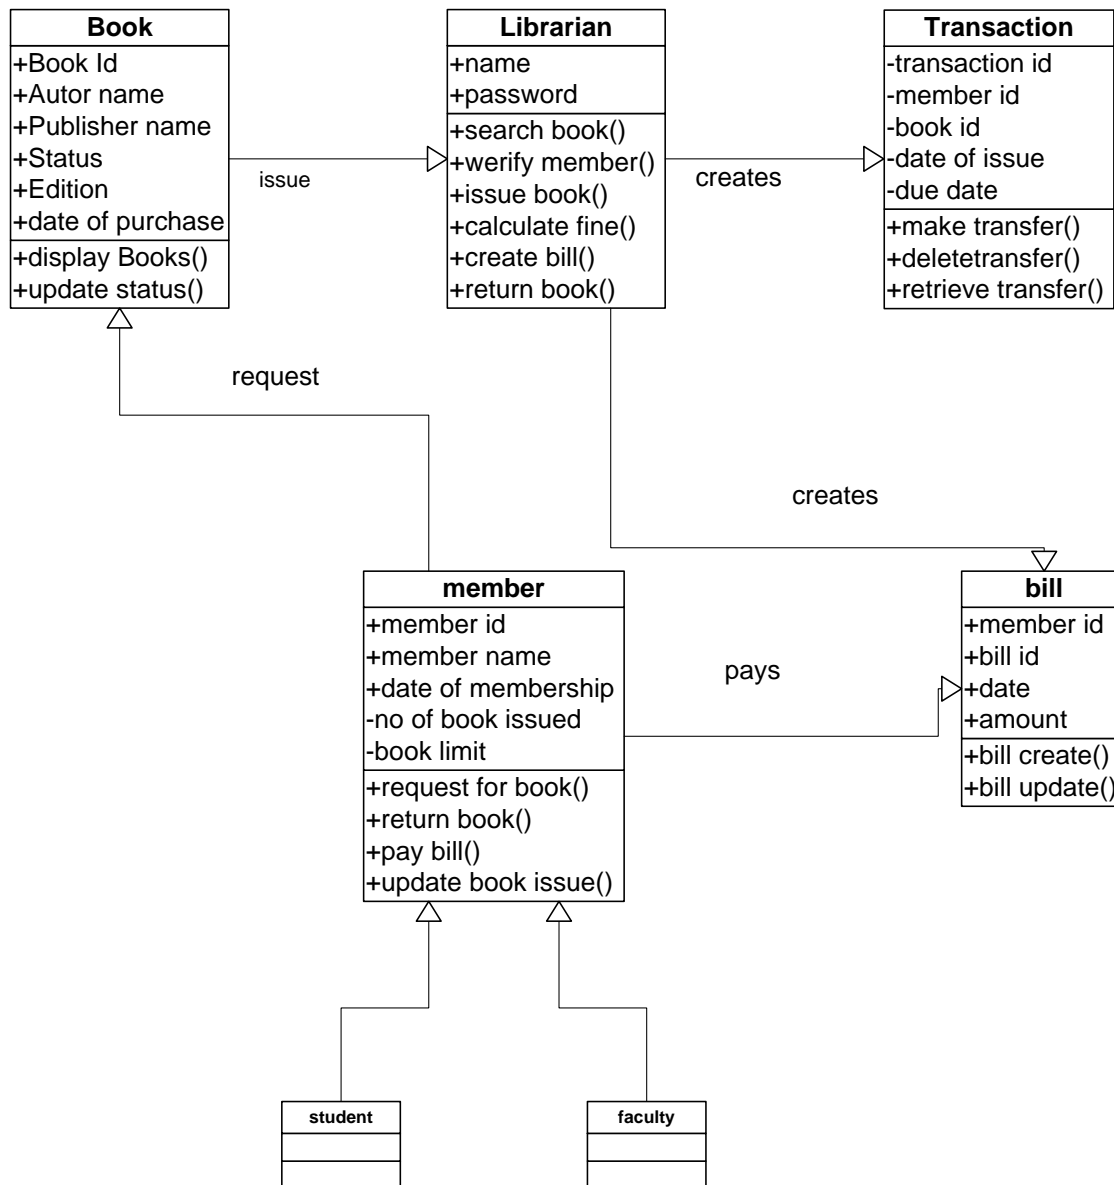 Book
+Book Id
+Autor name
+Publisher name
+Status
+Edition
+date of purchase
+display Books()
+update status()
issue
Librarian
+name
+password
+search book()
+werify member()
+issue book()
+calculate fine()
+create bill()
+return book()
creates
Transaction
-transaction id
-member id
-book id
-date of issue
-due date
+make transfer()
+deletetransfer()
+retrieve transfer()
request
creates
member
+member id
+member name
+date of membership
-no of book issued
-book limit
+request for book()
+return book()
+pay bill()
+update book issue()
pays
bill
+member id
+bill id
+date
+amount
+bill create()
+bill update()
student
faculty